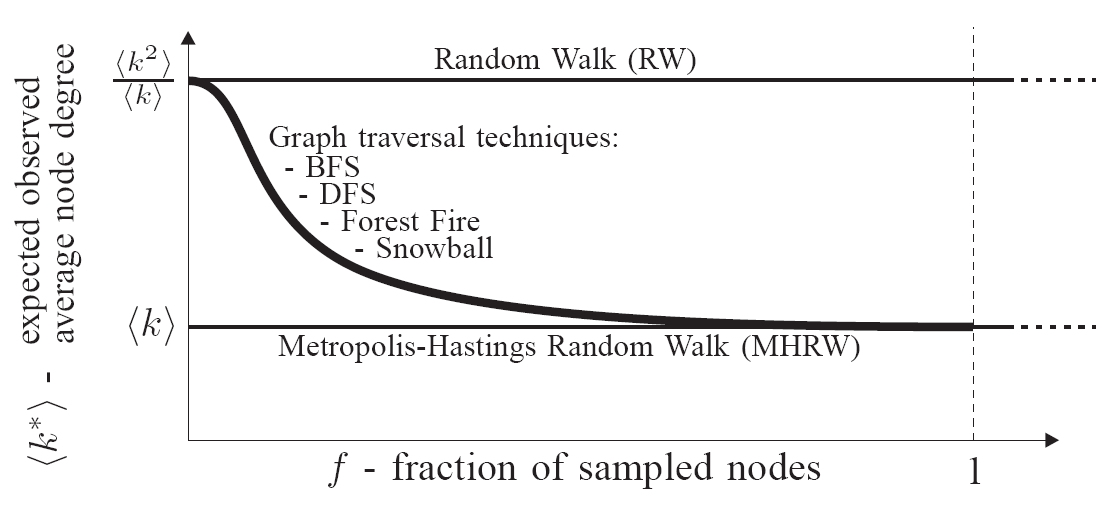 ⟨k*⟩ - expected observed
average node degree
⟨k²⟩
⟨k⟩
Random Walk (RW)
Graph traversal techniques:
- BFS
- DFS
- Forest Fire
- Snowball
⟨k⟩
Metropolis-Hastings Random Walk (MHRW)
f - fraction of sampled nodes
1